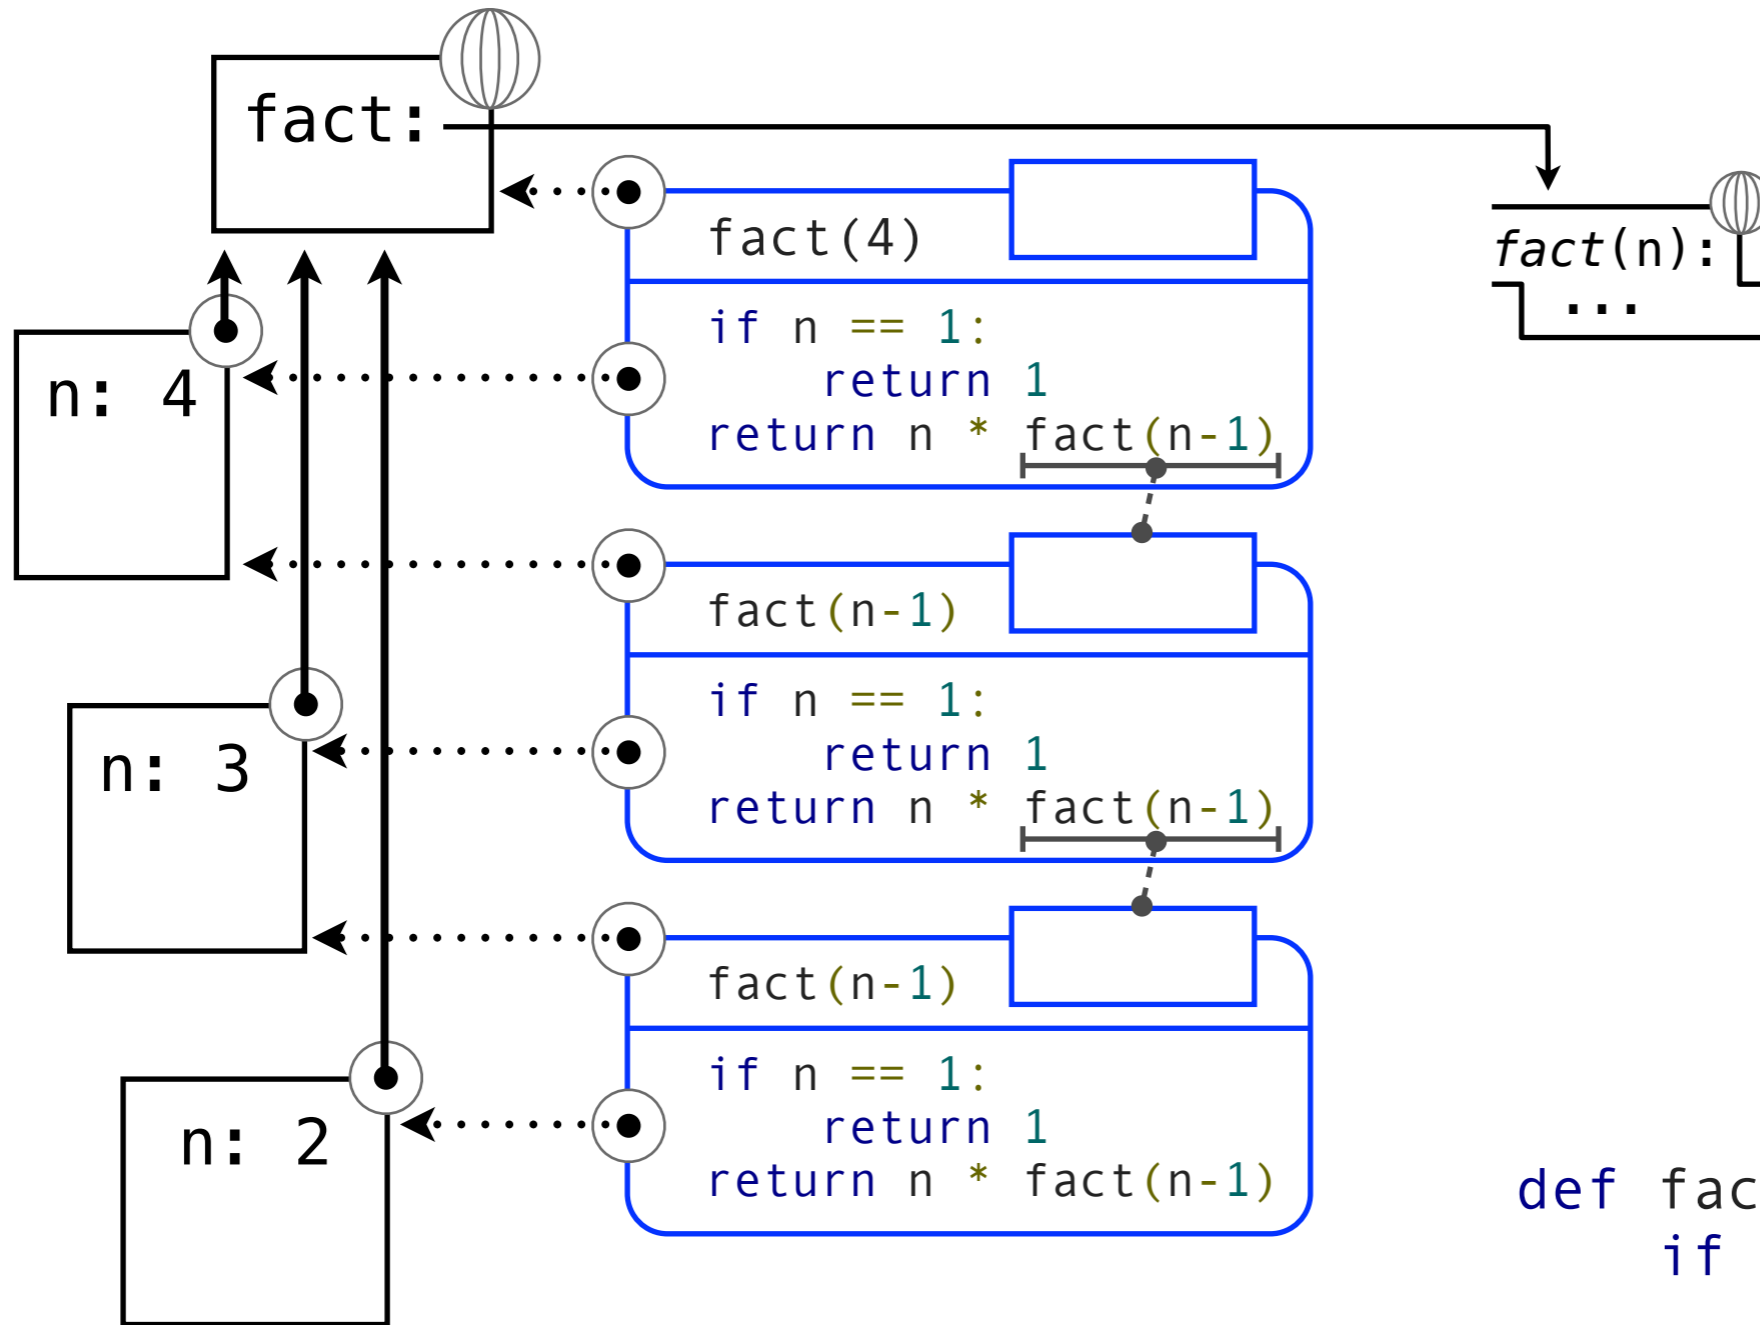 fact:
fact(4)
if n == 1:
return 1
return n * fact(n-1)
fact(n):
...
n: 4
fact(n-1)
if n == 1:
return 1
return n * fact(n-1)
n: 3
fact(n-1)
if n == 1:
return 1
return n * fact(n-1)
n: 2
def fac
if